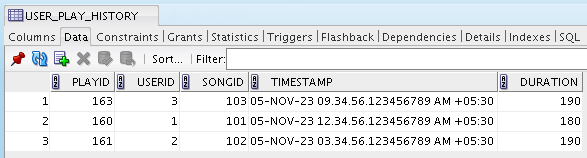 USER_PLAY_HISTORY
Columns Data Constraints Grants Statistics Triggers Flashback Dependencies Details Indexes SQL
Sort... Filter:
PLAYID USERID SONGID TIMESTAMP DURATION
1 163 3 103 05-NOV-23 09.34.56.123456789 AM +05:30 190
2 160 1 101 05-NOV-23 12.34.56.123456789 AM +05:30 180
3 161 2 102 05-NOV-23 03.34.56.123456789 AM +05:30 190